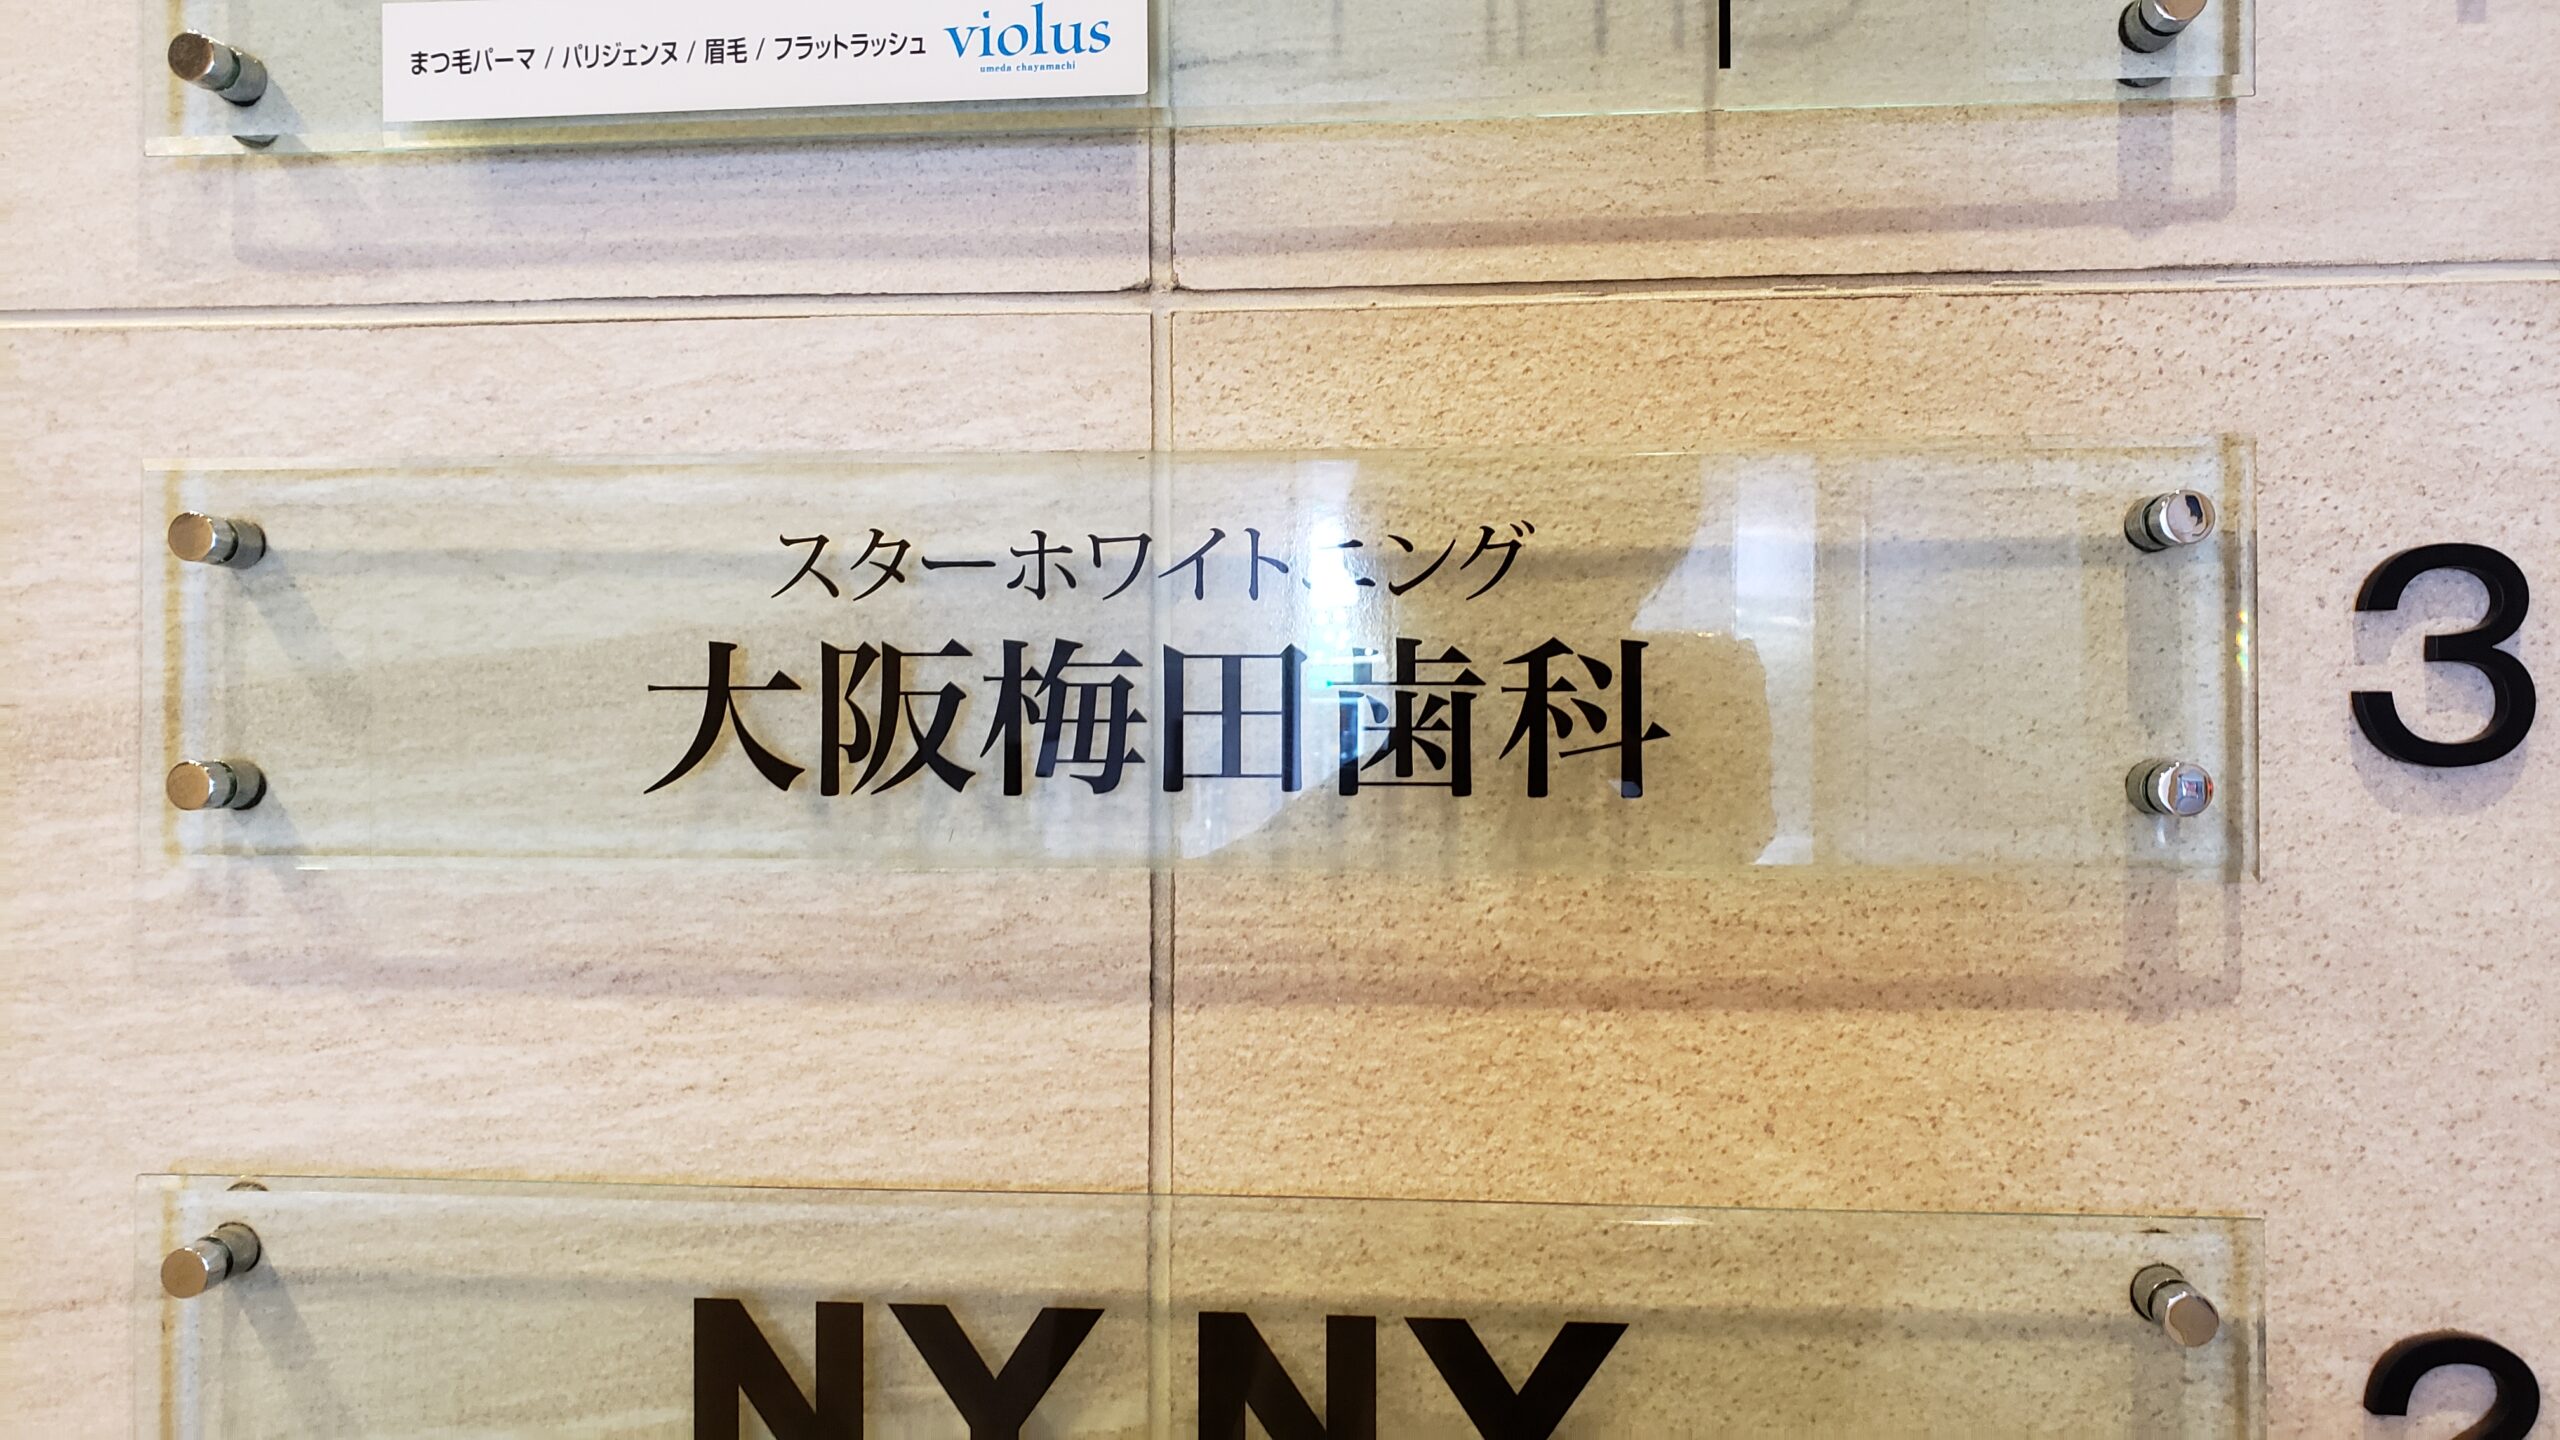 まつ毛パーマ / パリジェンヌ / 眉毛 / フラットラッシュ violus
umeda chayamachi
スターホワイトニング
大阪梅田歯科
3
NY NY
2